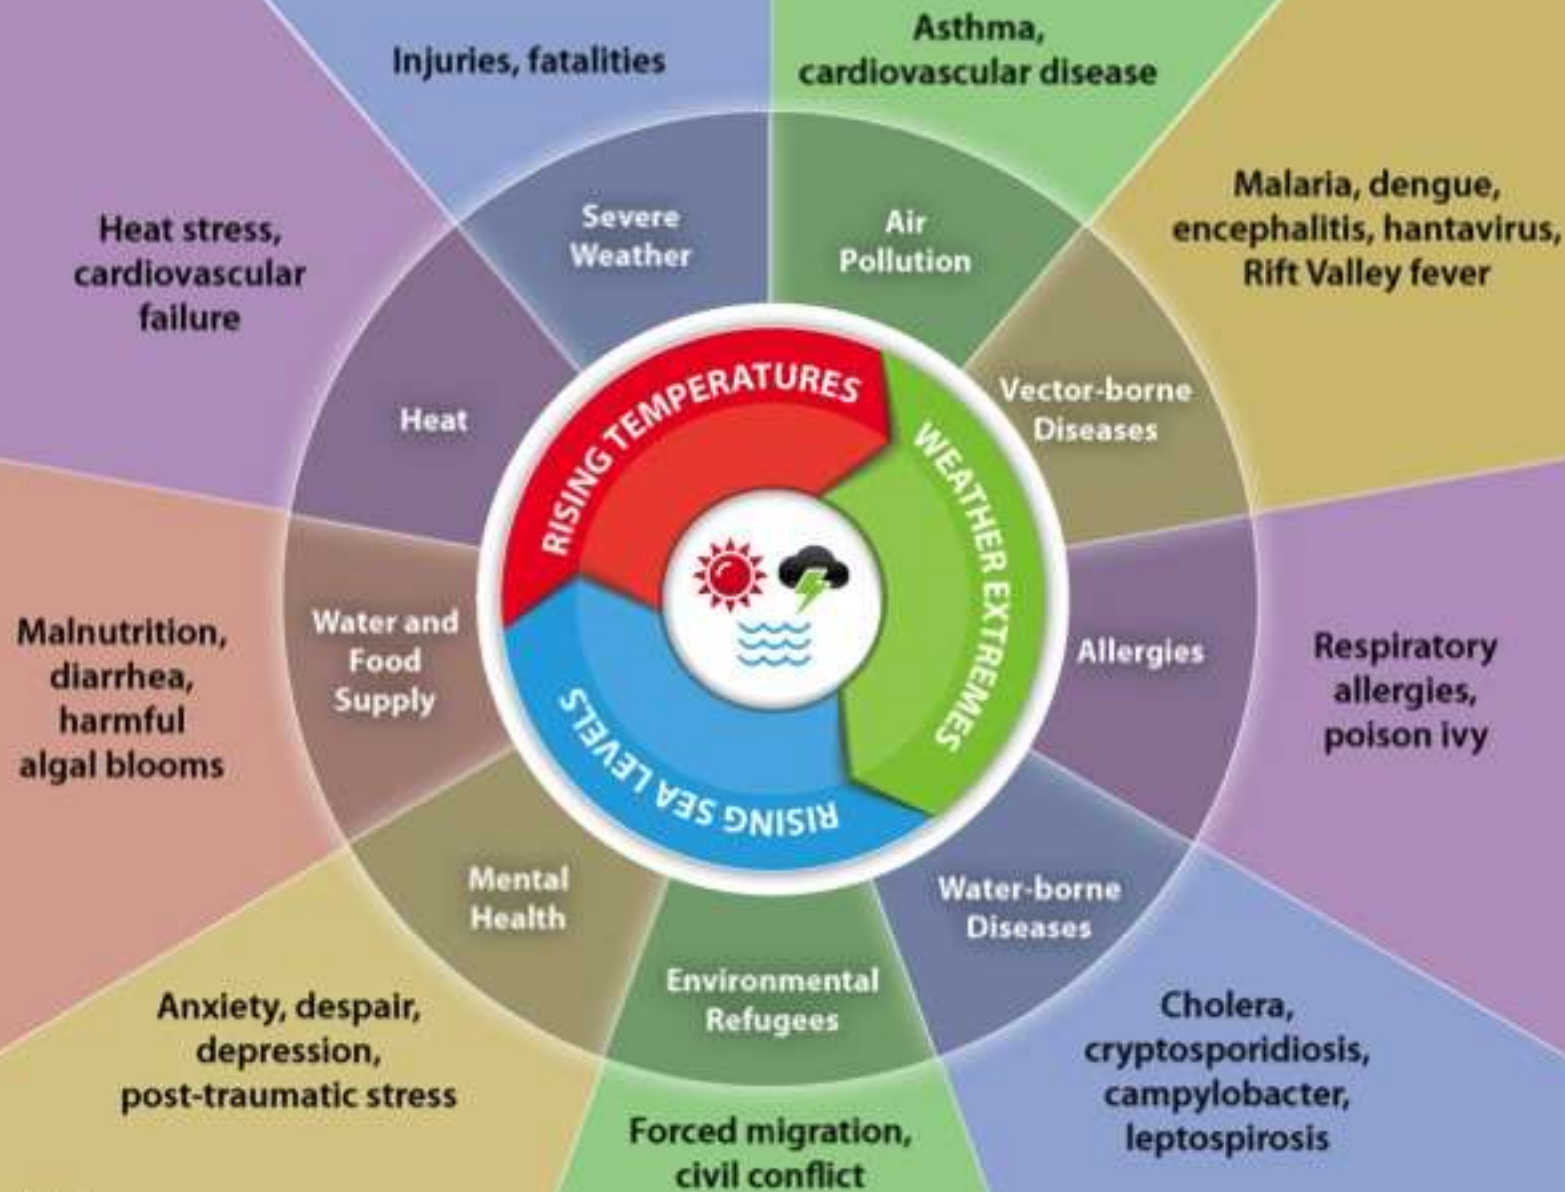 Injuries, fatalities
Asthma,
cardiovascular disease
Malaria, dengue,
encephalitis, hantavirus,
Rift Valley fever
Respiratory
allergies,
poison ivy
Cholera,
cryptosporidiosis,
campylobacter,
leptospirosis
Forced migration,
civil conflict
Anxiety, despair,
depression,
post-traumatic stress
Malnutrition,
diarrhea,
harmful
algal blooms
Heat stress,
cardiovascular
failure
Severe
Weather
Air
Pollution
Vector-borne
Diseases
Allergies
Water-borne
Diseases
Environmental
Refugees
Mental
Health
Water and
Food
Supply
Heat
RISING TEMPERATURES
WEATHER EXTREMES
RISING SEA LEVELS